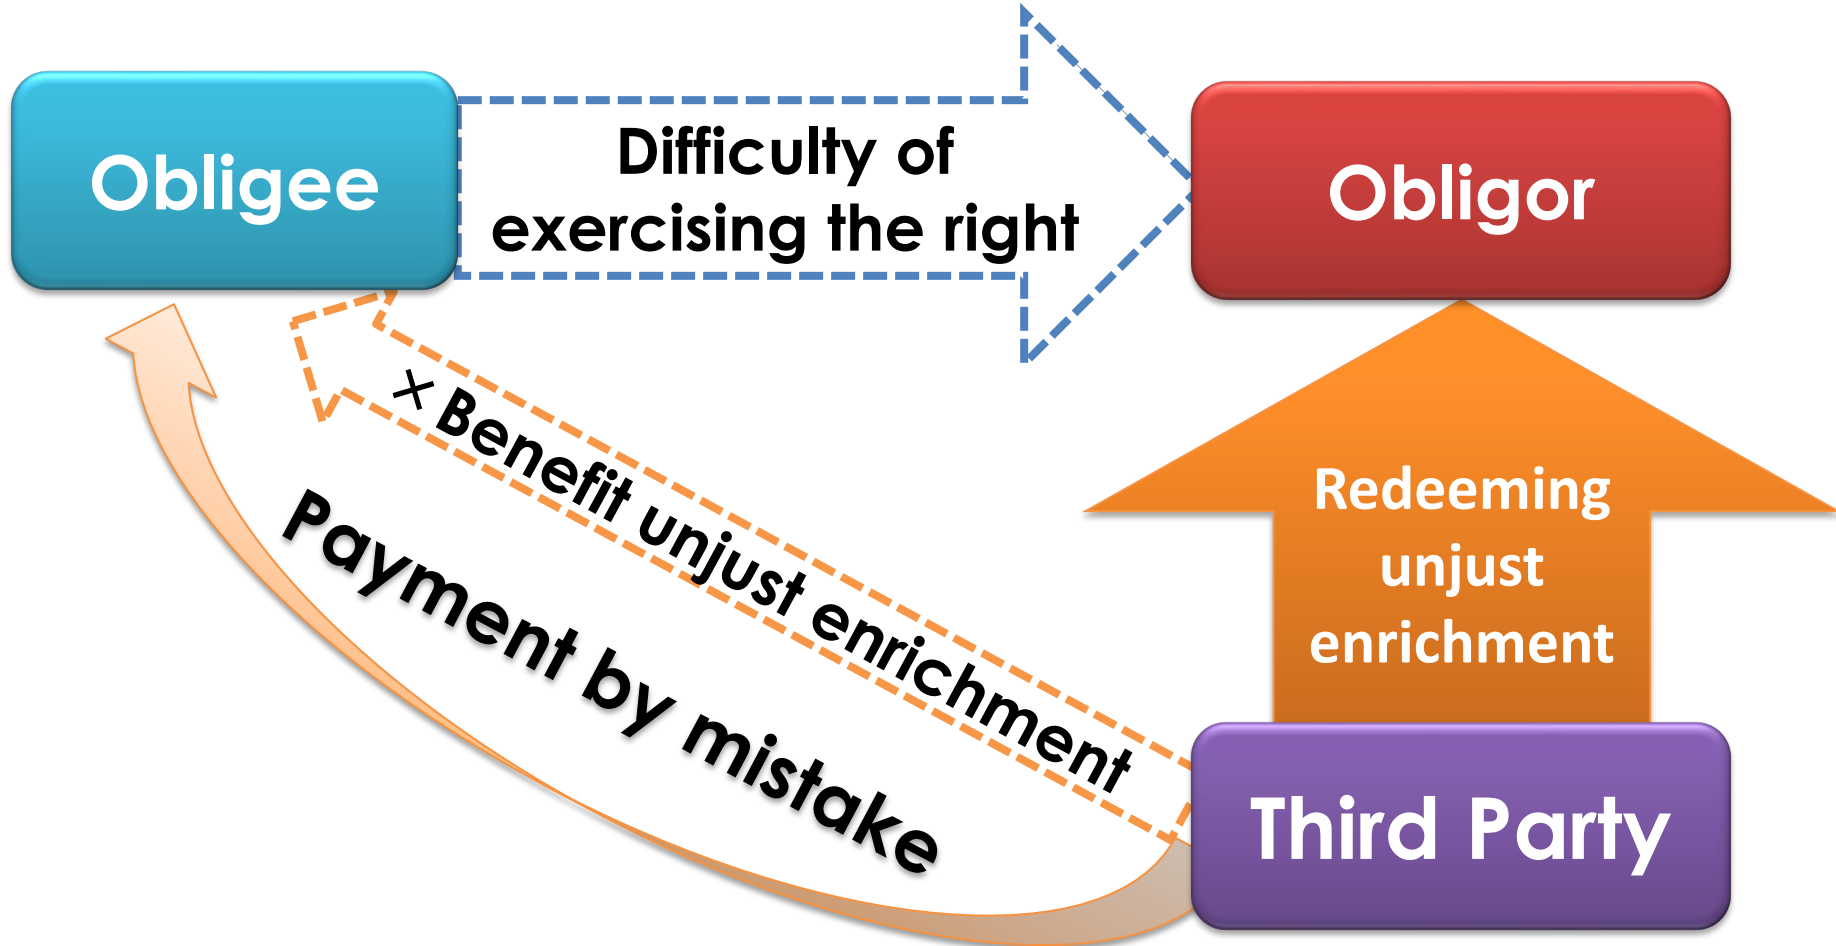 Obligee
Difficulty of
exercising the right
Obligor
× Benefit unjust enrichment
Payment by mistake
Redeeming
unjust
enrichment
Third Party